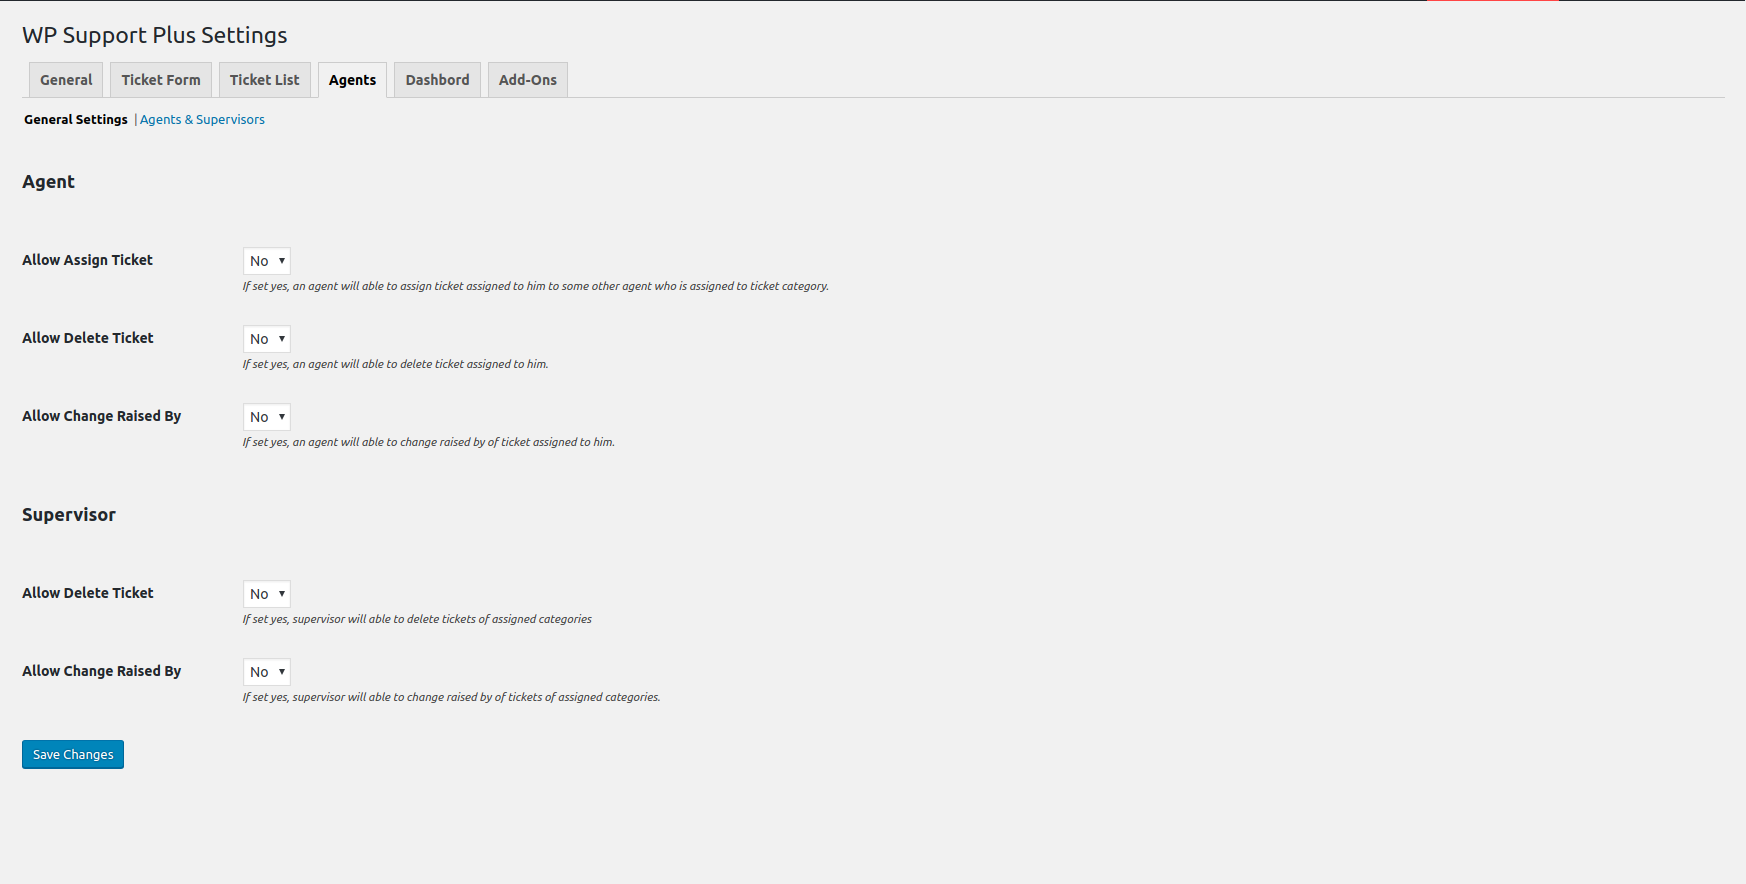 WP Support Plus Settings
General Ticket Form Ticket List Agents Dashbord Add-Ons
General Settings | Agents & Supervisors
Agent
Allow Assign Ticket No
If set yes, an agent will able to assign ticket assigned to him to some other agent who is assigned to ticket category.
Allow Delete Ticket No
If set yes, an agent will able to delete ticket assigned to him.
Allow Change Raised By No
If set yes, an agent will able to change raised by of ticket assigned to him.
Supervisor
Allow Delete Ticket No
If set yes, supervisor will able to delete tickets of assigned categories
Allow Change Raised By No
If set yes, supervisor will able to change raised by of tickets of assigned categories.
Save Changes